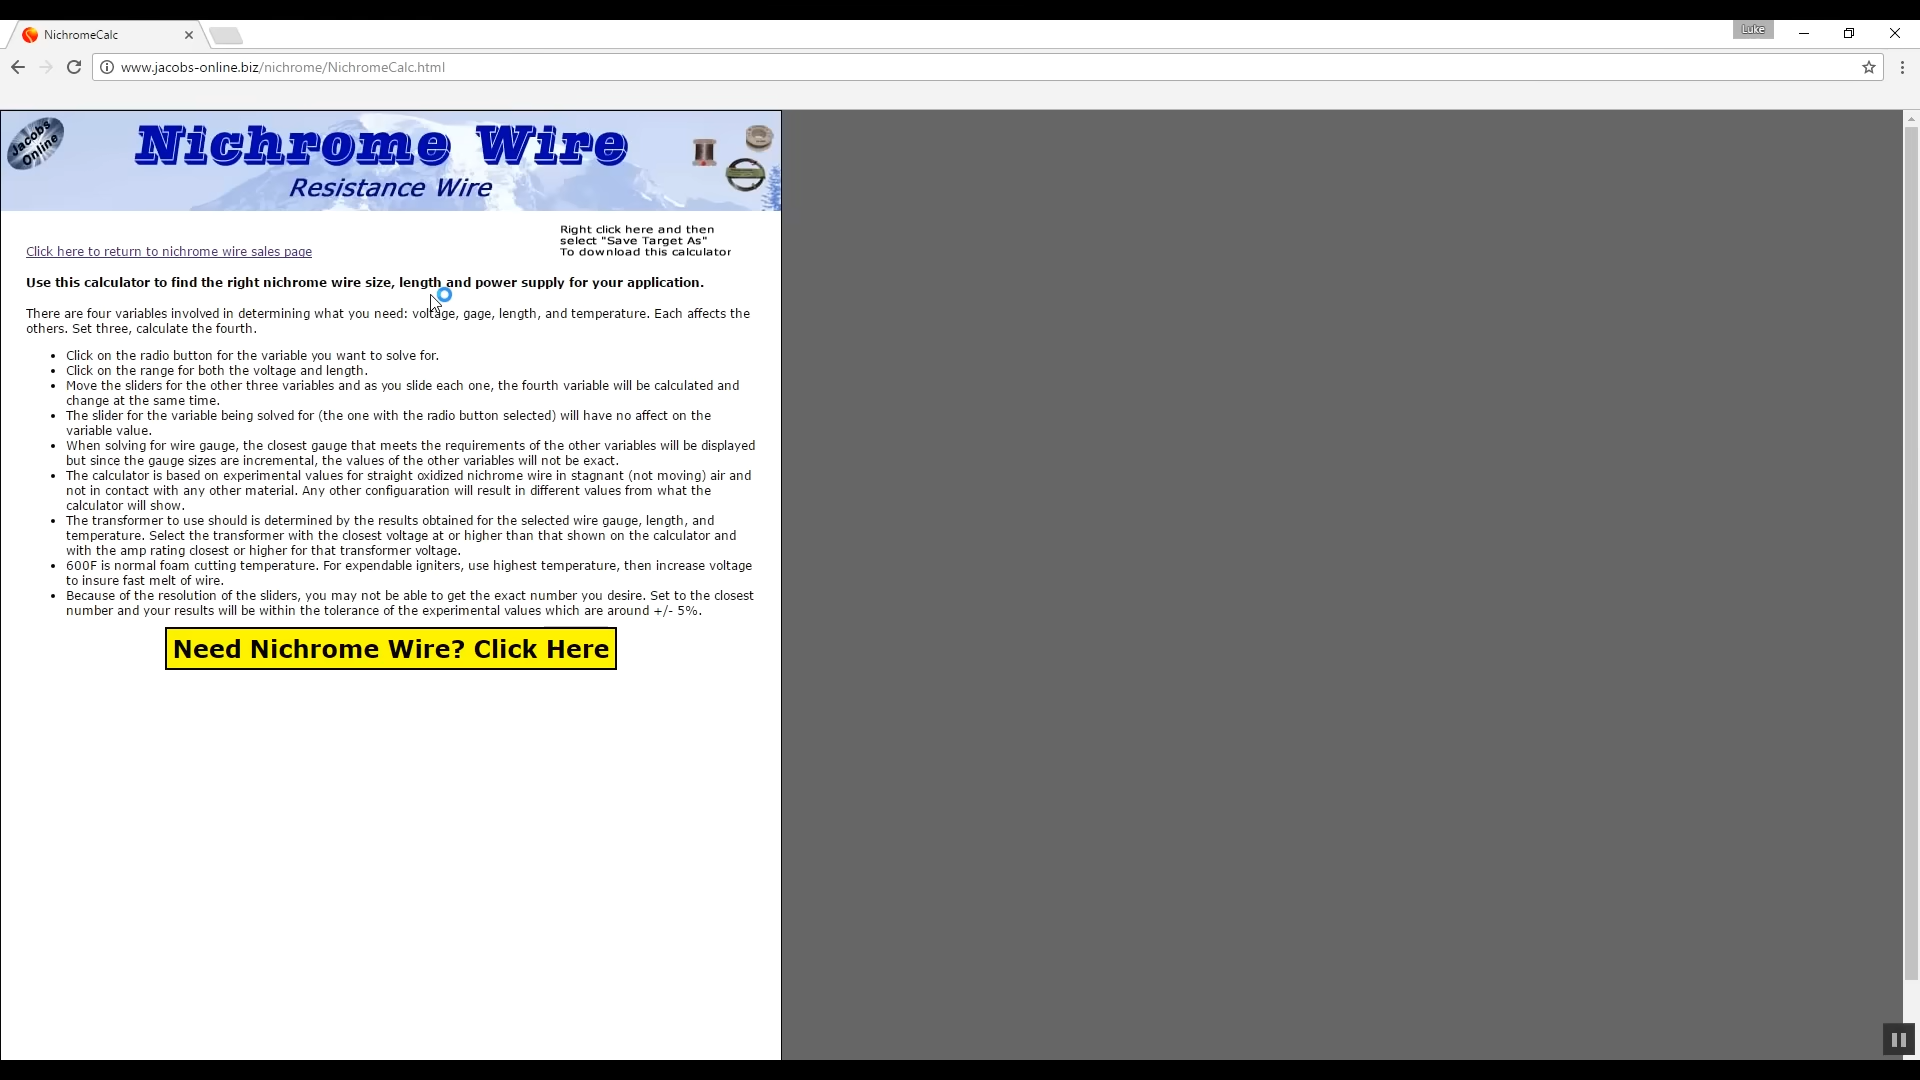 NichromeCalc
Luke
www.jacobs-online.biz/nichrome/NichromeCalc.html
Jacobs
Online
Nichrome Wire
Resistance Wire
Right click here and then
select "Save Target As"
To download this calculator
Click here to return to nichrome wire sales page
Use this calculator to find the right nichrome wire size, length and power supply for your application.
There are four variables involved in determining what you need: voltage, gage, length, and temperature. Each affects the
others. Set three, calculate the fourth.
• Click on the radio button for the variable you want to solve for.
• Click on the range for both the voltage and length.
• Move the sliders for the other three variables and as you slide each one, the fourth variable will be calculated and
change at the same time.
• The slider for the variable being solved for (the one with the radio button selected) will have no affect on the
variable value.
• When solving for wire gauge, the closest gauge that meets the requirements of the other variables will be displayed
but since the gauge sizes are incremental, the values of the other variables will not be exact.
• The calculator is based on experimental values for straight oxidized nichrome wire in stagnant (not moving) air and
not in contact with any other material. Any other configuaration will result in different values from what the
calculator will show.
• The transformer to use should is determined by the results obtained for the selected wire gauge, length, and
temperature. Select the transformer with the closest voltage at or higher than that shown on the calculator and
with the amp rating closest or higher for that transformer voltage.
• 600F is normal foam cutting temperature. For expendable igniters, use highest temperature, then increase voltage
to insure fast melt of wire.
• Because of the resolution of the sliders, you may not be able to get the exact number you desire. Set to the closest
number and your results will be within the tolerance of the experimental values which are around +/- 5%.
Need Nichrome Wire? Click Here